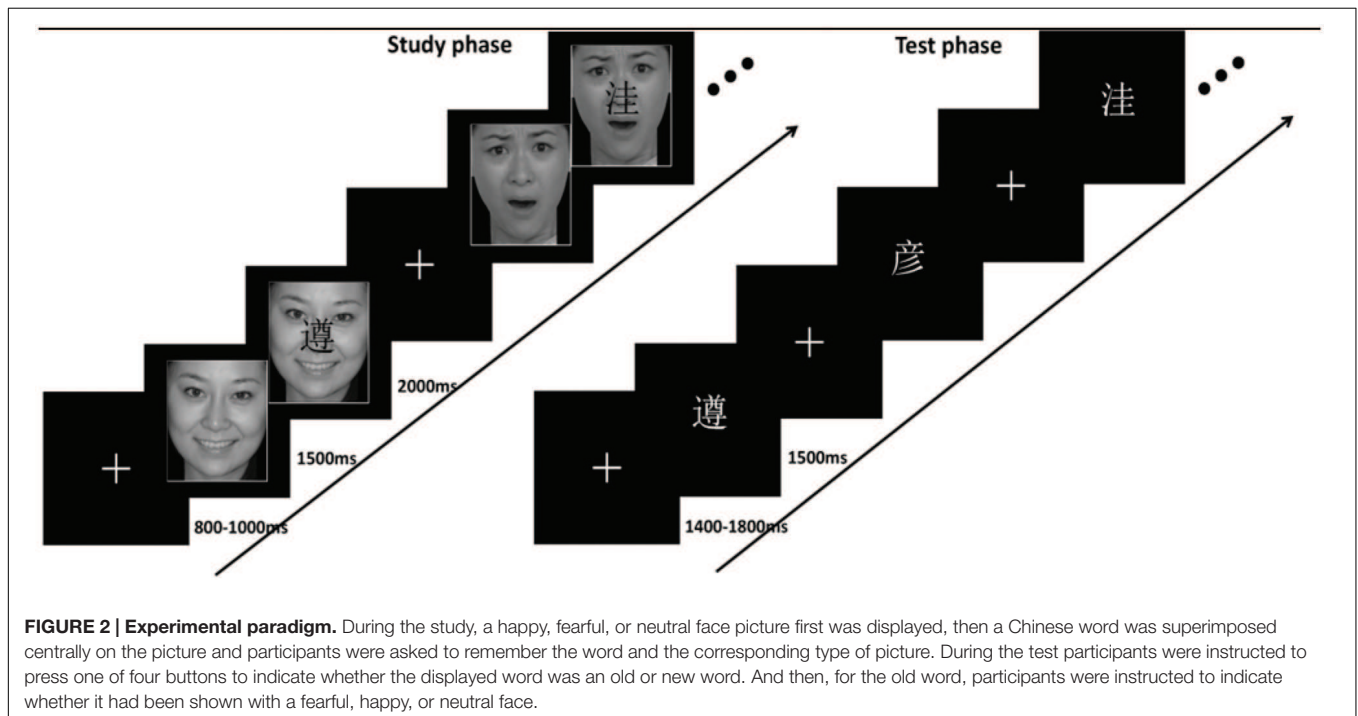 Study phase
Test phase
洼
洼
彦
遵
遵
2000ms
1500ms
800-1000ms
1500ms
1400-1800ms
FIGURE 2 | Experimental paradigm. During the study, a happy, fearful, or neutral face picture first was displayed, then a Chinese word was superimposed
centrally on the picture and participants were asked to remember the word and the corresponding type of picture. During the test participants were instructed to
press one of four buttons to indicate whether the displayed word was an old or new word. And then, for the old word, participants were instructed to indicate
whether it had been shown with a fearful, happy, or neutral face.